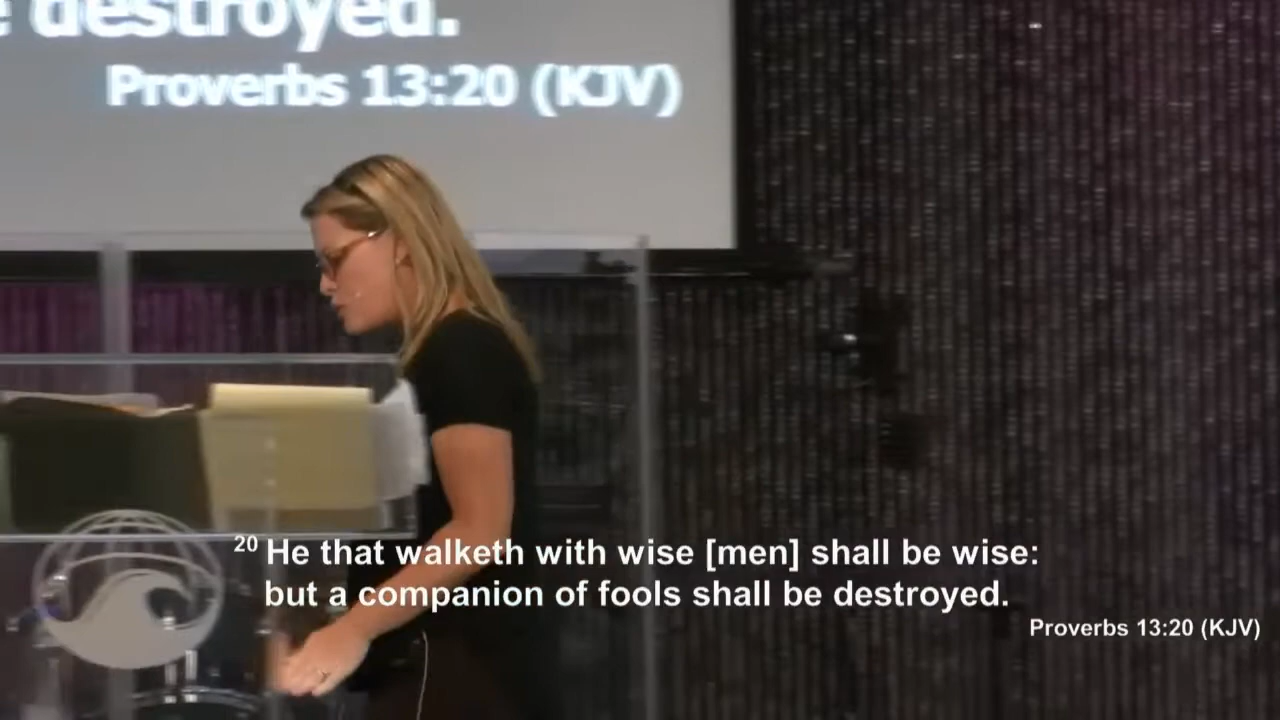 destroyed.
Proverbs 13:20 (KJV)
20 He that walketh with wise [men] shall be wise:
but a companion of fools shall be destroyed.
Proverbs 13:20 (KJV)